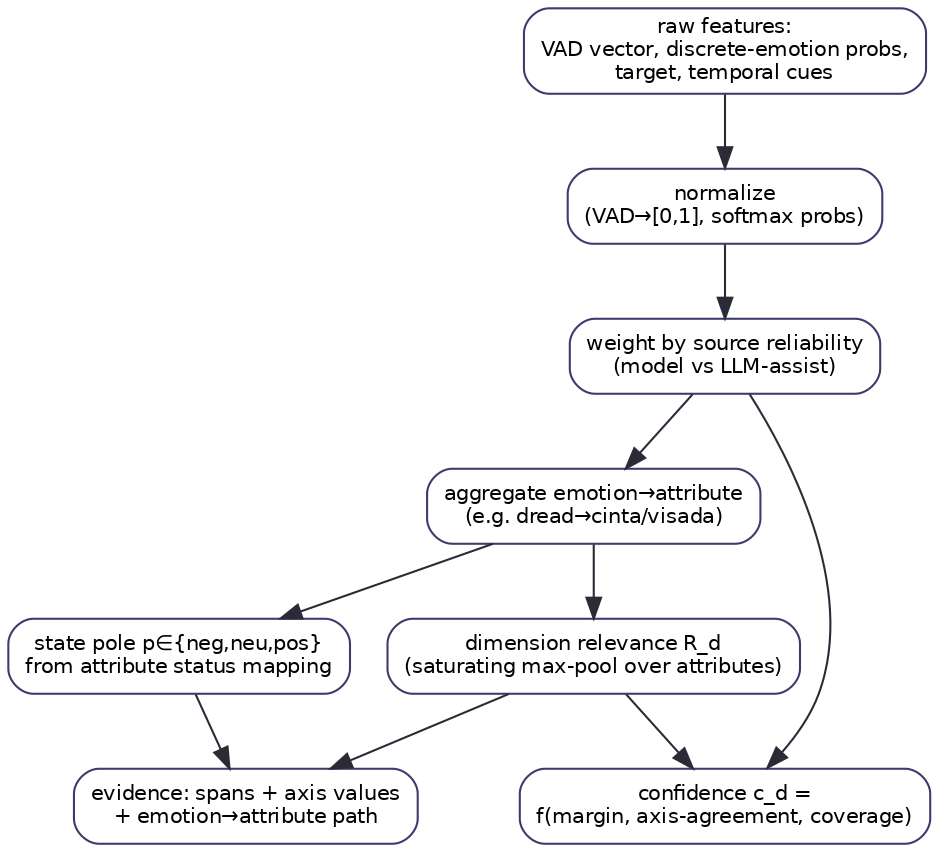 raw features:
VAD vector, discrete-emotion probs,
target, temporal cues
normalize
(VAD→[0,1], softmax probs)
weight by source reliability
(model vs LLM-assist)
aggregate emotion→attribute
(e.g. dread→cinta/visada)
state pole p∈{neg,neu,pos}
from attribute status mapping
dimension relevance R_d
(saturating max-pool over attributes)
evidence: spans + axis values
+ emotion→attribute path
confidence c_d =
f(margin, axis-agreement, coverage)